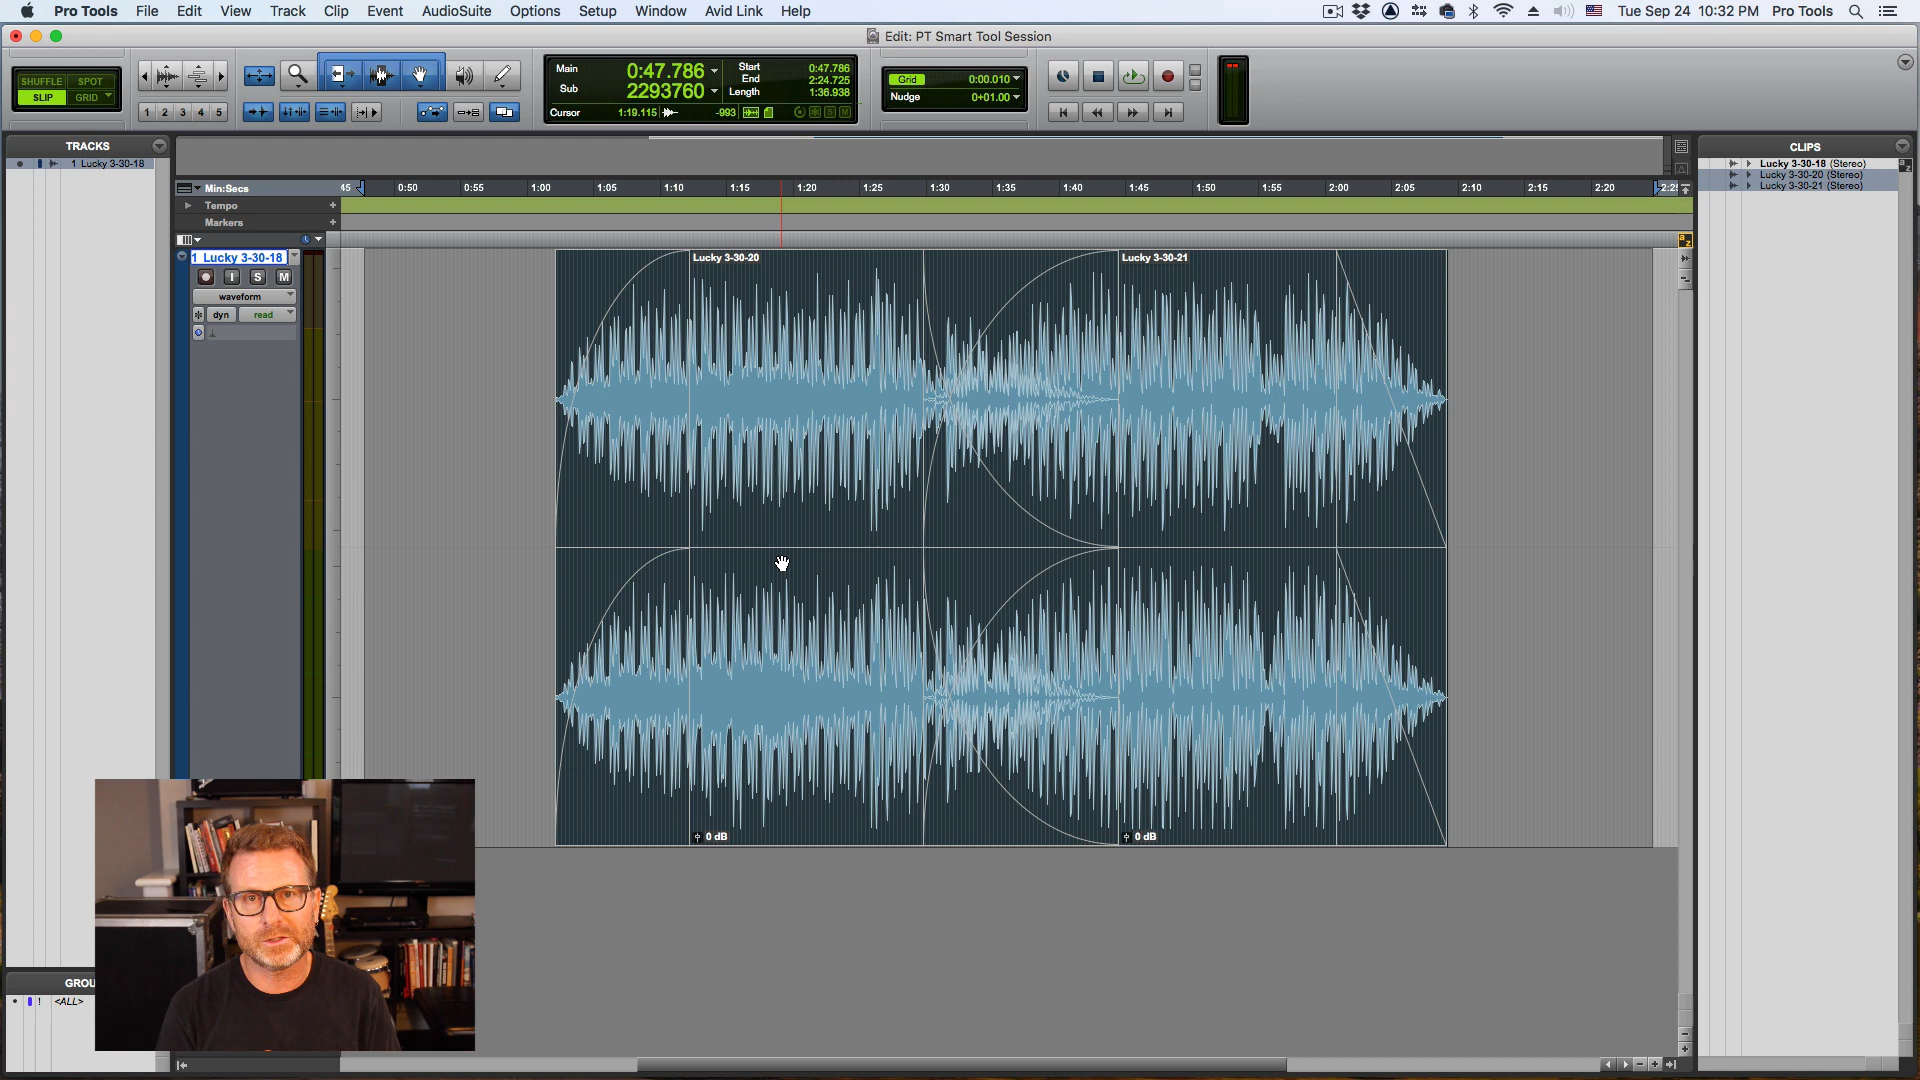 Pro Tools File Edit View Track Clip Event AudioSuite Options Setup Window Avid Link Help Tue Sep 24 10:32 PM Pro Tools
Edit: PT Smart Tool Session
SHUFFLE SPOT
SLIP GRID
1 2 3 4 5
Main 0:47.786
Sub 2293760
Start 0:47.786
End 2:24.725
Length 1:36.938
Cursor 1:19.115 -993
Grid 0:00.010
Nudge 0+01.00
TRACKS
1 Lucky 3-30-18
CLIPS
Lucky 3-30-18 (Stereo)
Lucky 3-30-20 (Stereo)
Lucky 3-30-21 (Stereo)
Min:Secs 45 0:50 0:55 1:00 1:05 1:10 1:15 1:20 1:25 1:30 1:35 1:40 1:45 1:50 1:55 2:00 2:05 2:10 2:15 2:20 2:25
Tempo
Markers
1 Lucky 3-30-18
I S M
waveform
dyn read
Lucky 3-30-20
Lucky 3-30-21
0 dB
0 dB
GROU
! <ALL>